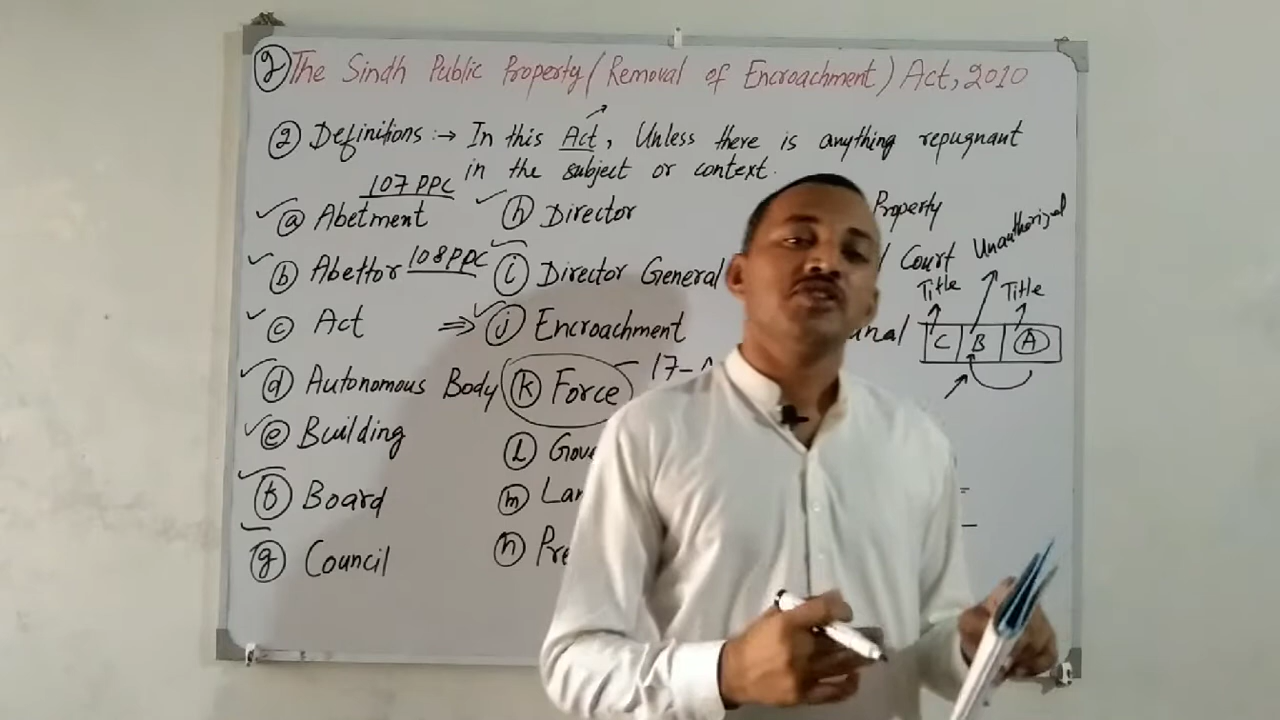 2 The Sindh Public Property (Removal of Encroachment) Act, 2010
2 Definitions :→ In this Act, Unless there is anything repugnant
in the subject or context.
107 PPC
a Abetment
b Abettor 108 PPC
c Act
d Autonomous Body
e Building
f Board
g Council
h Director
i Director General
⇒ j Encroachment
k Force 17-A
l
m
n
Property
Court
Unauthorized
Title Title
C B A